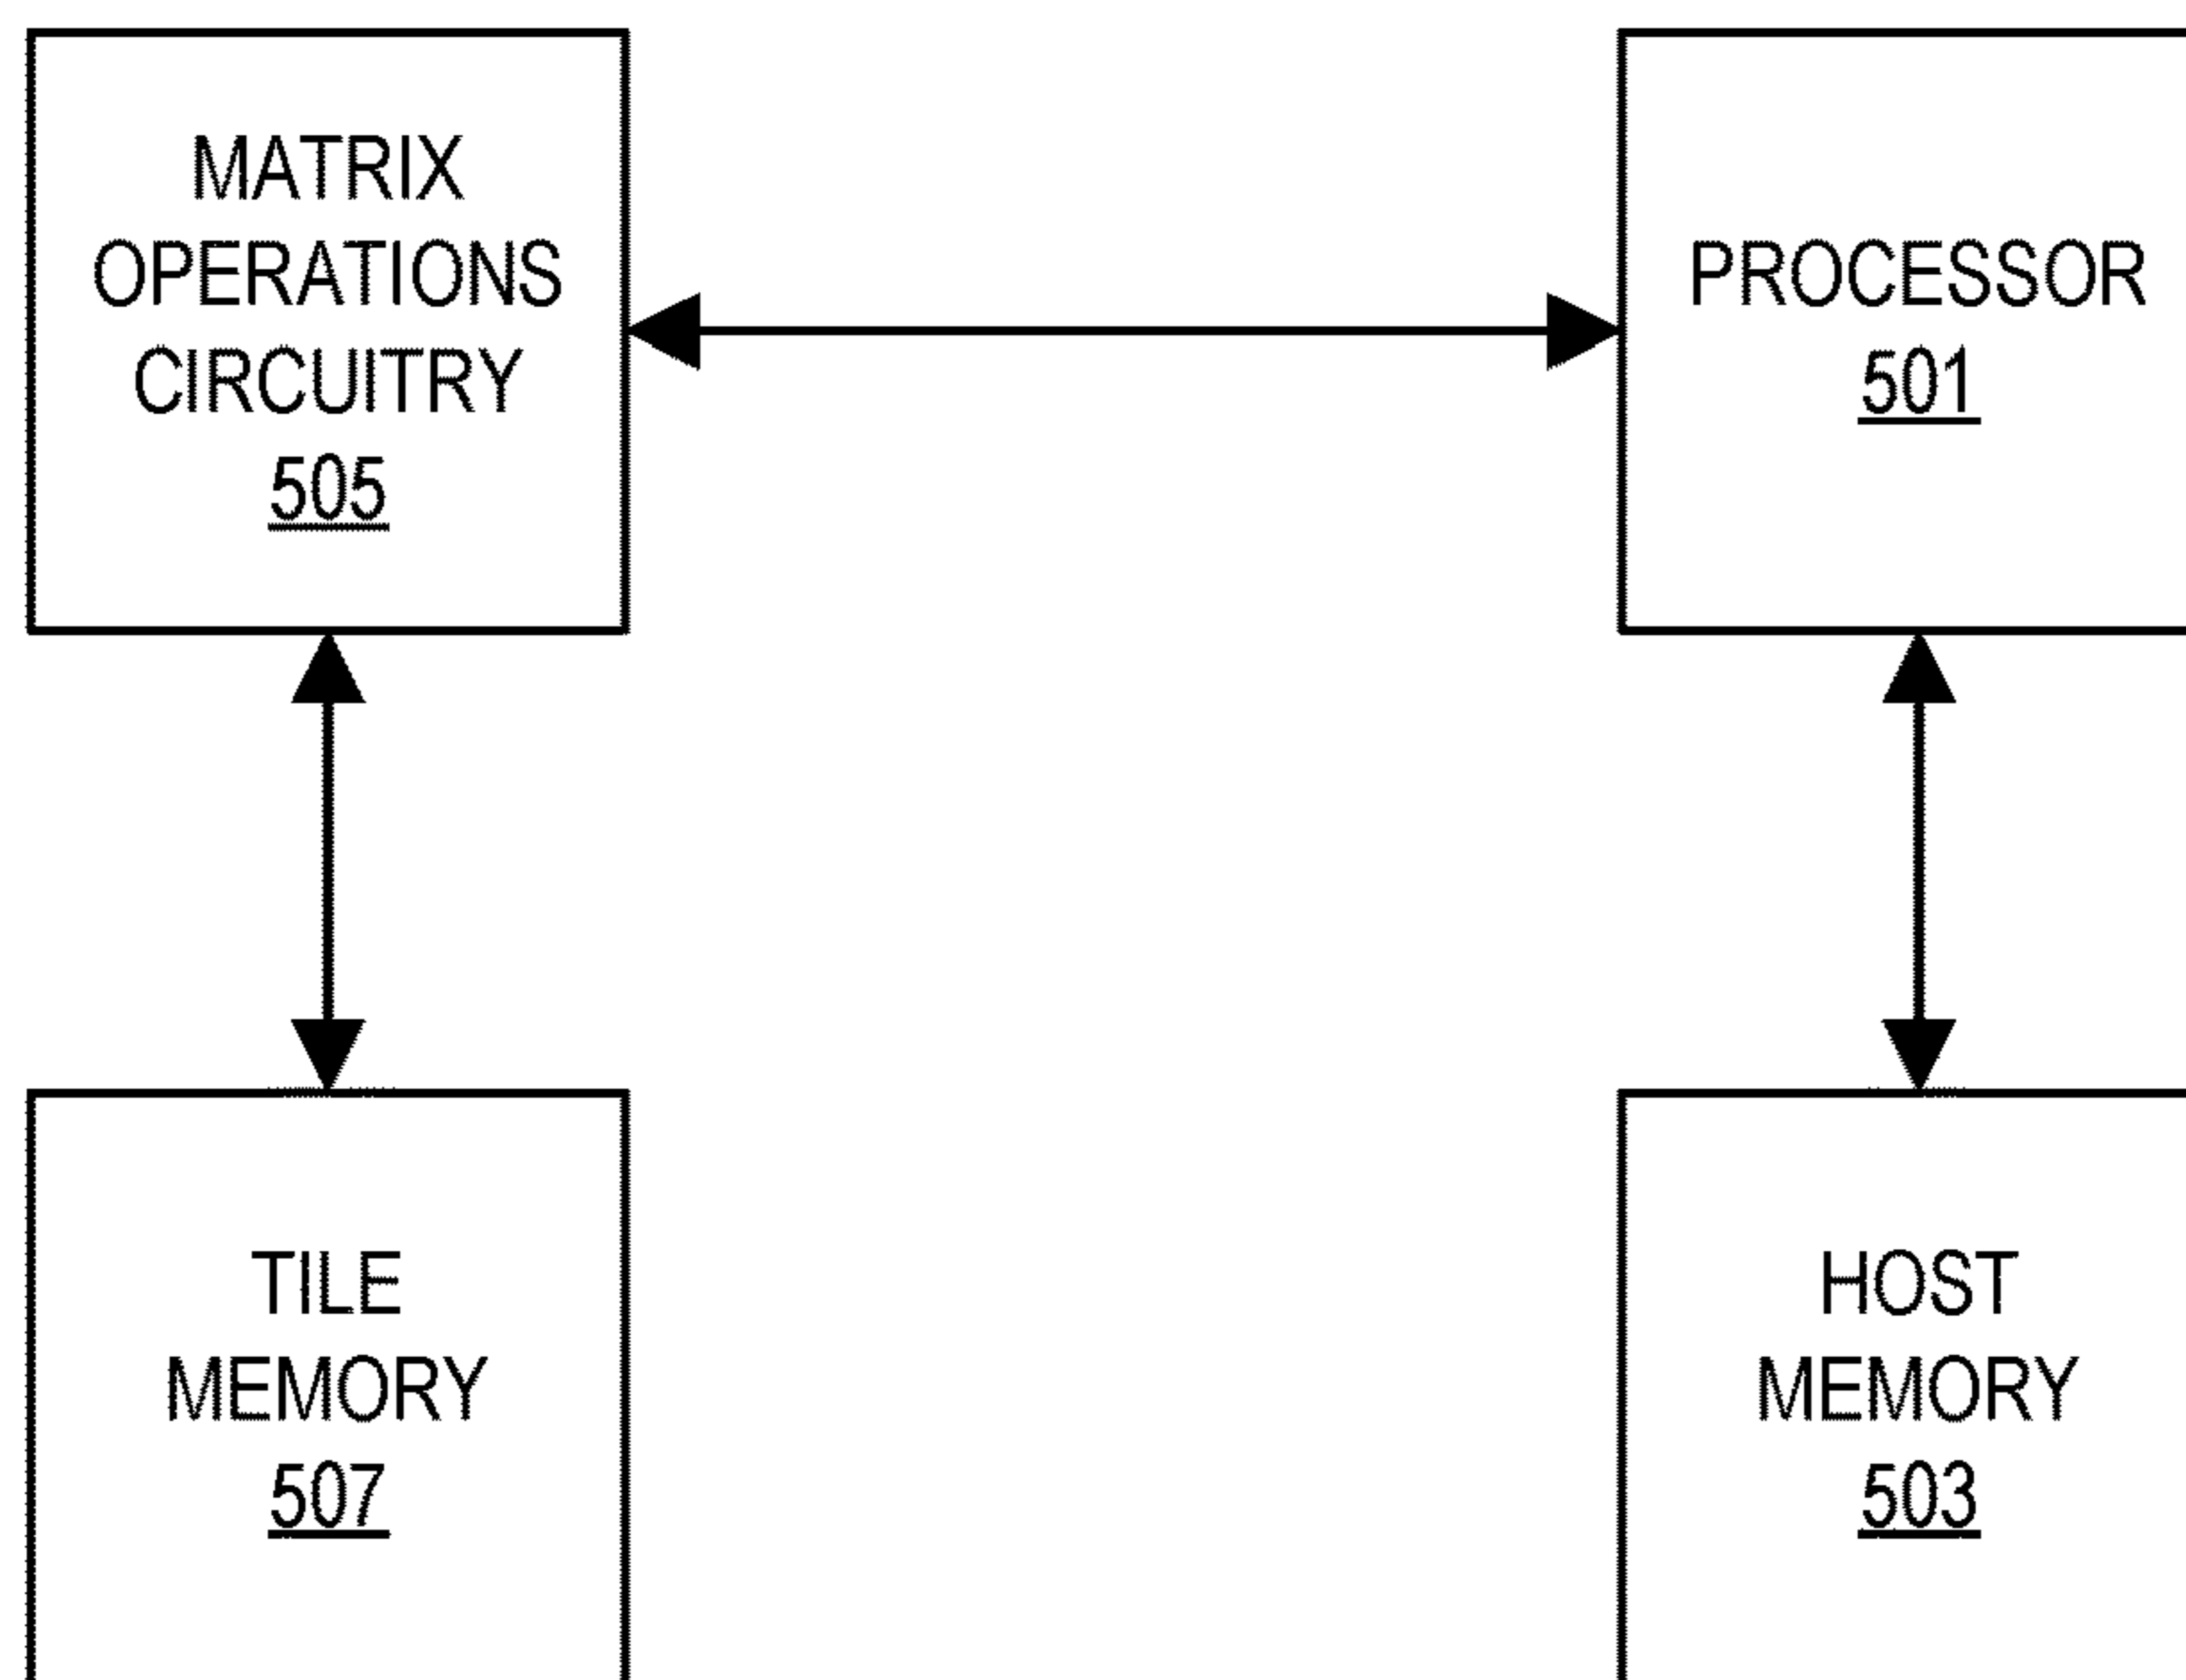 MATRIX
OPERATIONS
CIRCUITRY
505
PROCESSOR
501
TILE
MEMORY
507
HOST
MEMORY
503